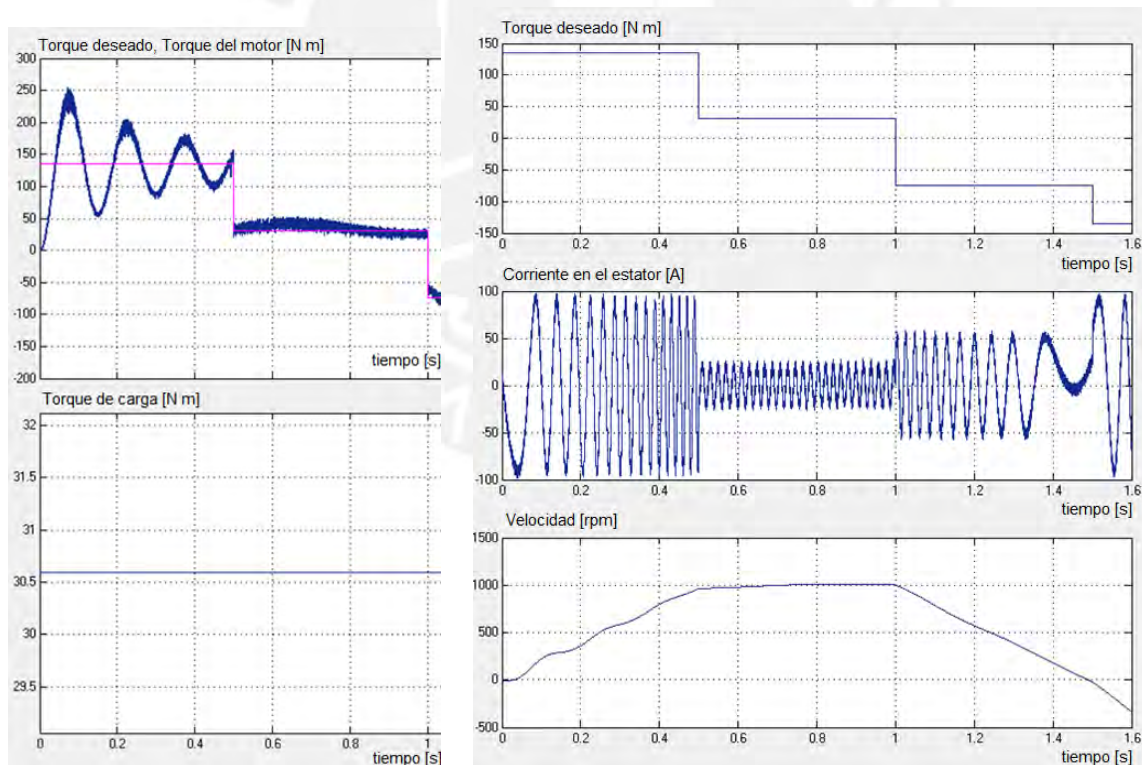 Torque deseado, Torque del motor [N m]
300
250
200
150
100
50
0
-50
-100
-150
-200
tiempo [s]
Torque de carga [N m]
32
31.5
31
30.5
30
29.5
0 0.2 0.4 0.6 0.8 1
tiempo [s]
Torque deseado [N m]
150
100
50
0
-50
-100
-150
0 0.2 0.4 0.6 0.8 1 1.2 1.4 1.6
tiempo [s]
Corriente en el estator [A]
100
50
0
-50
-100
0 0.2 0.4 0.6 0.8 1 1.2 1.4 1.6
tiempo [s]
Velocidad [rpm]
1500
1000
500
0
-500
0 0.2 0.4 0.6 0.8 1 1.2 1.4 1.6
tiempo [s]